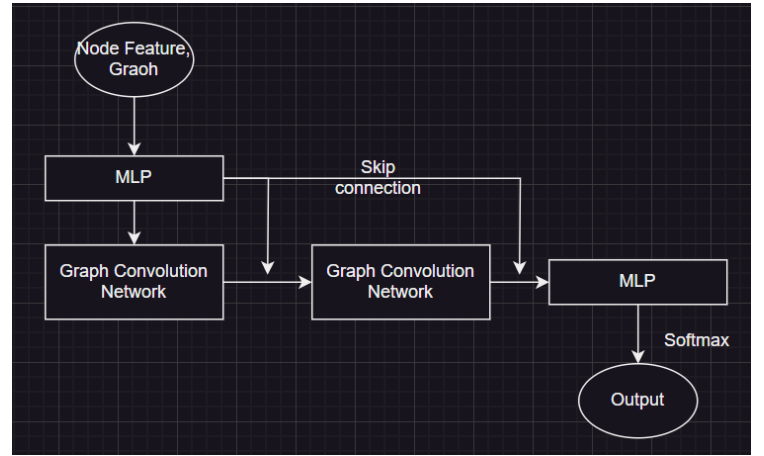 Node Feature,
Graoh
MLP
Skip
connection
Graph Convolution
Network
Graph Convolution
Network
MLP
Softmax
Output